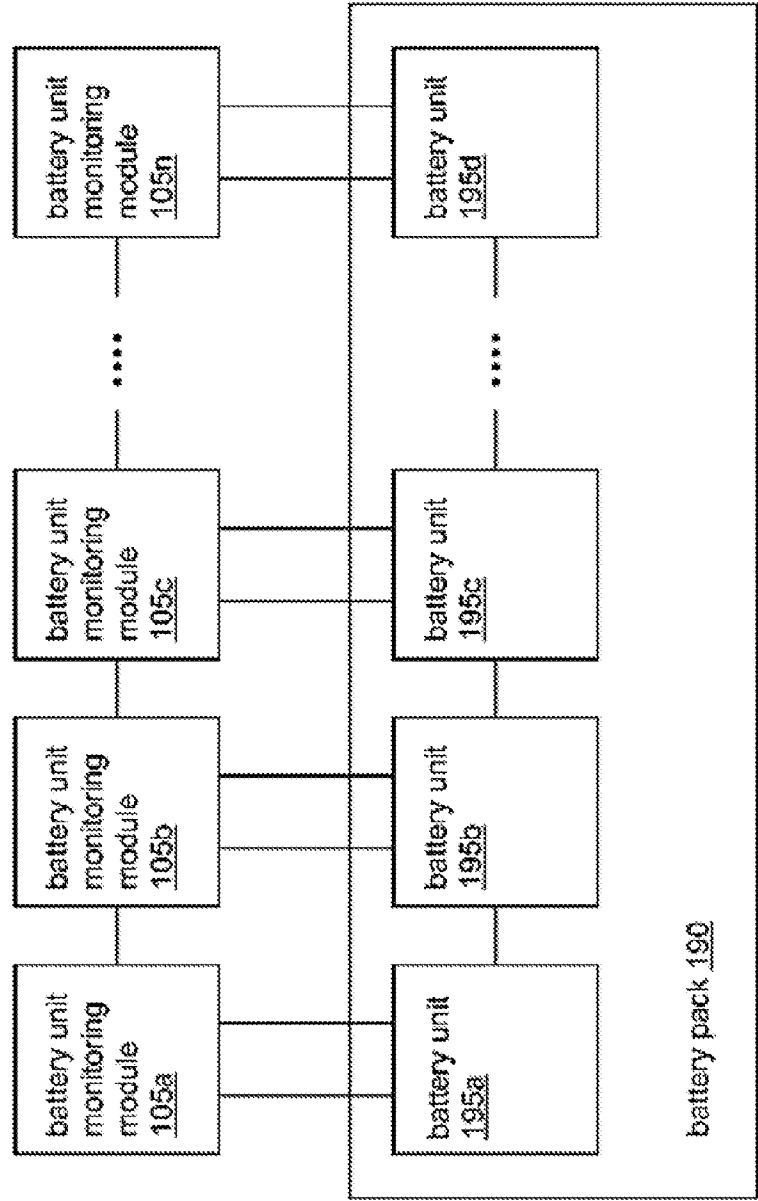 battery unit
monitoring
module
105a
battery unit
monitoring
module
105b
battery unit
monitoring
module
105c
....
battery unit
monitoring
module
105n
battery unit
195a
battery unit
195b
battery unit
195c
....
battery unit
195d
battery pack 190